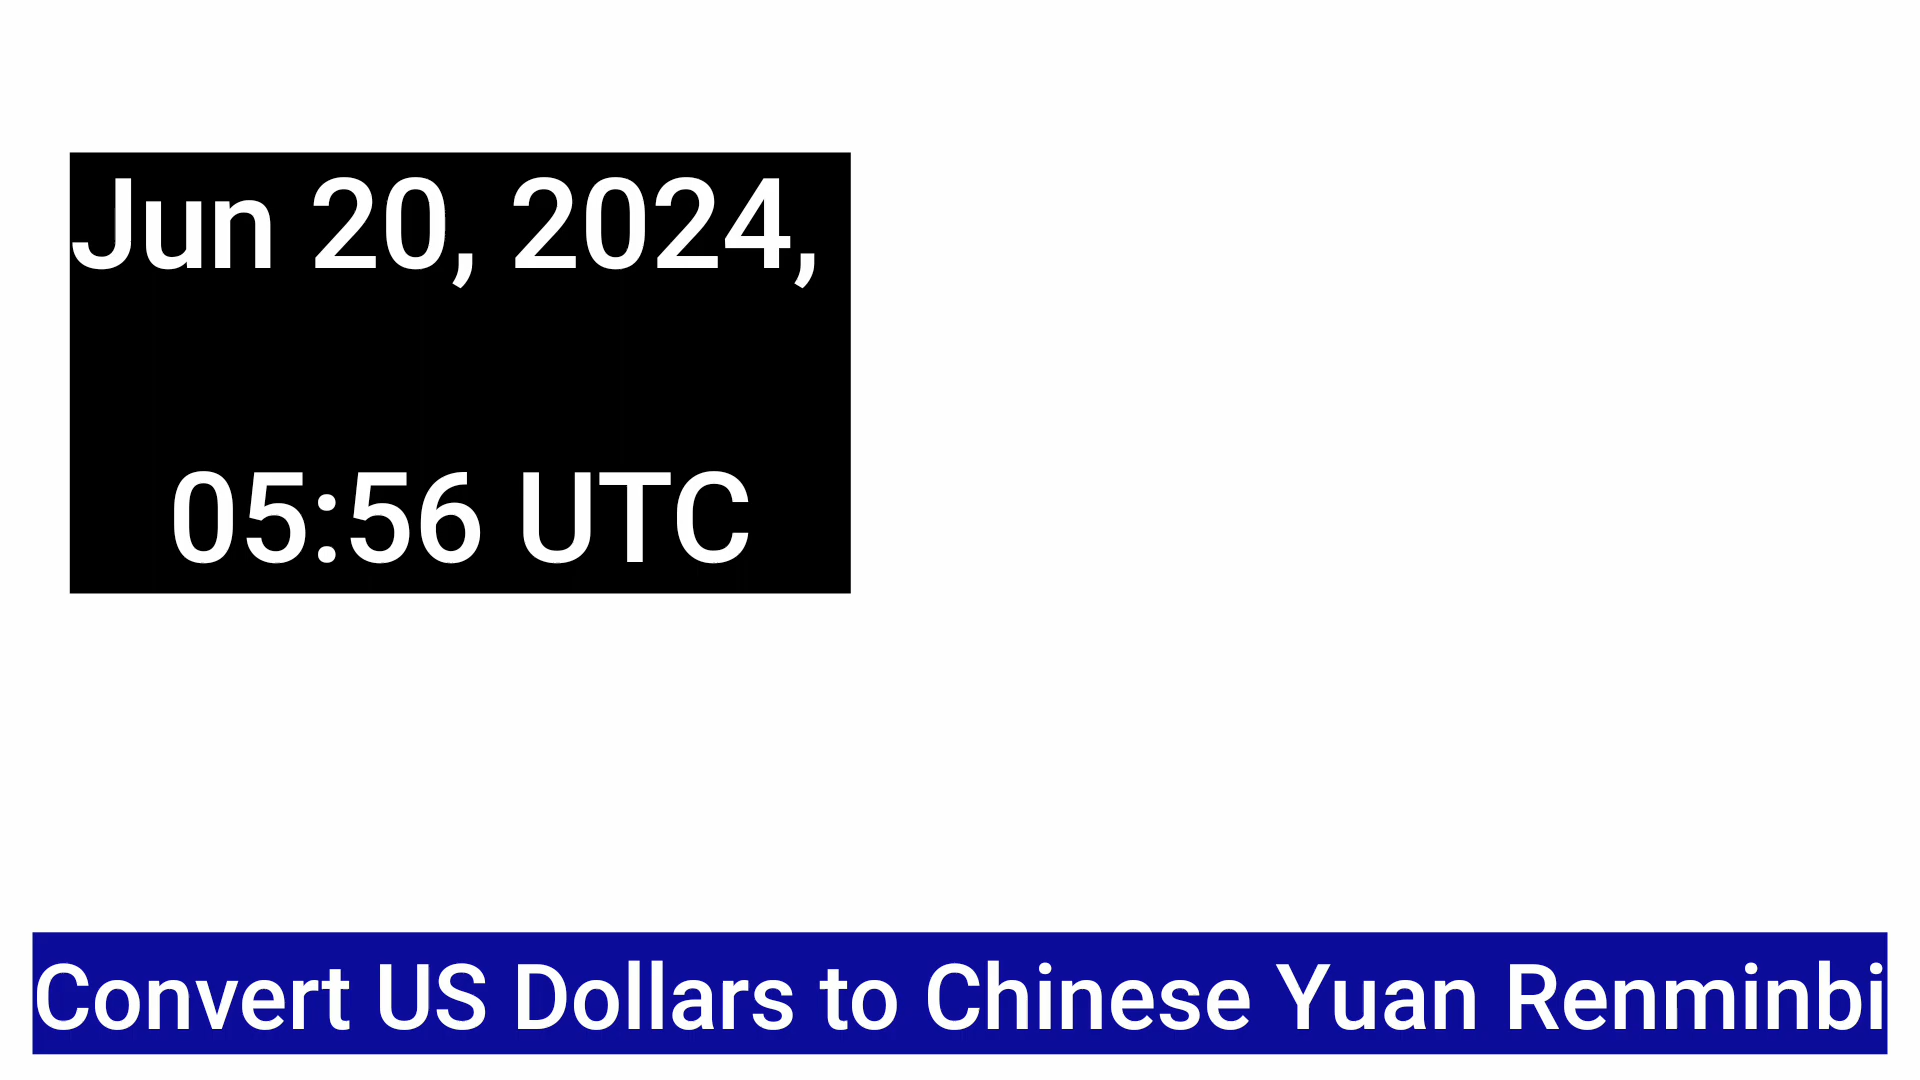 Jun 20, 2024,
05:56 UTC
Convert US Dollars to Chinese Yuan Renminbi